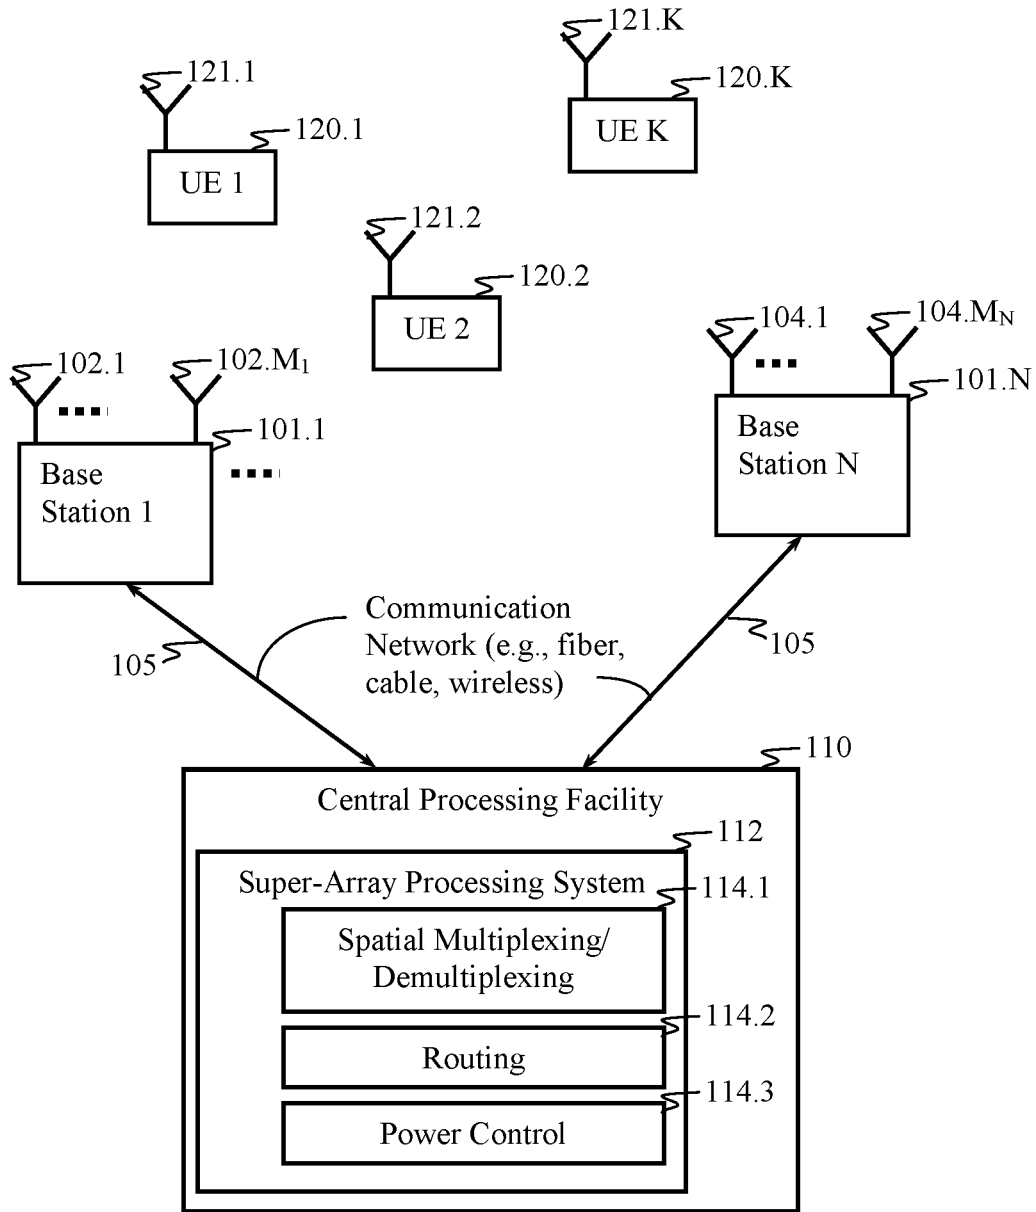 121.K
121.1
120.K
120.1
UE K
UE 1
121.2
120.2
UE 2
104.1
104.M_N
102.1
102.M_1
101.N
101.1
Base
Station N
Base
Station 1
Communication
Network (e.g., fiber,
cable, wireless)
105
105
110
Central Processing Facility
112
Super-Array Processing System
114.1
Spatial Multiplexing/
Demultiplexing
114.2
Routing
114.3
Power Control